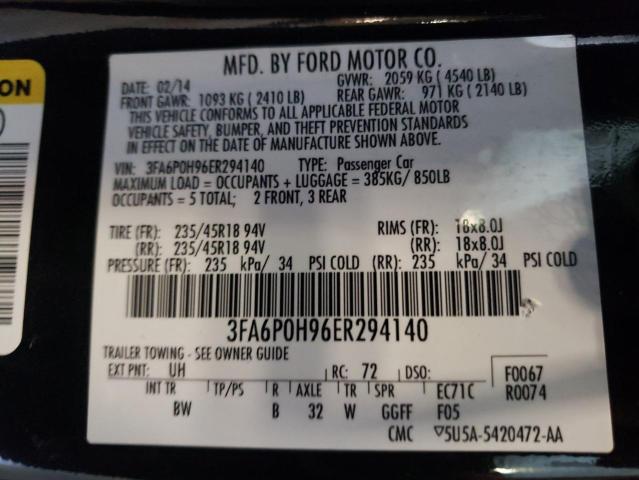 ON
MFD. BY FORD MOTOR CO.
DATE: 02/14 GVWR: 2059 KG ( 4540 LB)
FRONT GAWR: 1093 KG ( 2410 LB) REAR GAWR: 971 KG ( 2140 LB)
THIS VEHICLE CONFORMS TO ALL APPLICABLE FEDERAL MOTOR
VEHICLE SAFETY, BUMPER, AND THEFT PREVENTION STANDARDS
IN EFFECT ON THE DATE OF MANUFACTURE SHOWN ABOVE.
VIN: 3FA6P0H96ER294140 TYPE: Passenger Car
MAXIMUM LOAD = OCCUPANTS + LUGGAGE = 385KG/ 850LB
OCCUPANTS = 5 TOTAL; 2 FRONT, 3 REAR
TIRE (FR): 235/45R18 94V RIMS (FR): 18x8.0J
(RR): 235/45R18 94V (RR): 18x8.0J
PRESSURE (FR): 235 kPa/ 34 PSI COLD (RR): 235 kPa/ 34 PSI COLD
3FA6P0H96ER294140
TRAILER TOWING - SEE OWNER GUIDE
EXT PNT: UH RC: 72 DSO: F0067
R0074
INT TR TP/PS R AXLE TR SPR EC71C
BW B 32 W GGFF F05
CMC ▽5U5A-5420472-AA